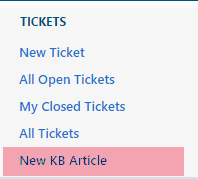 TICKETS
New Ticket
All Open Tickets
My Closed Tickets
All Tickets
New KB Article